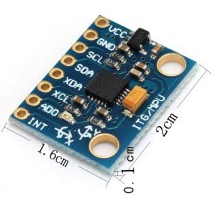 VCC
GND
SCL
SDA
XDA
XCL
ADO
INT
ITG/MPU
X
Y
2cm
1.6cm
0.1cm